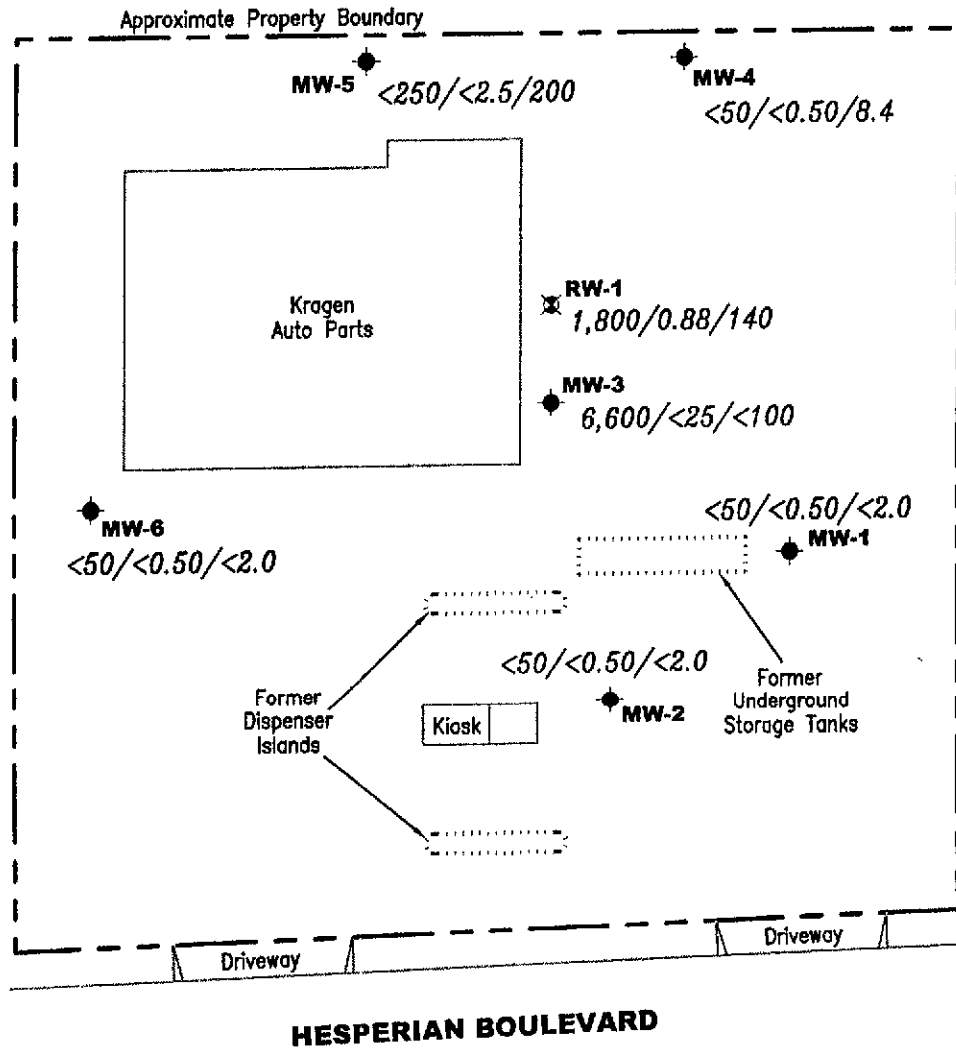 Approximate Property Boundary
MW-5
<250/<2.5/200
MW-4
<50/<0.50/8.4
Kragen
Auto Parts
RW-1
1,800/0.88/140
MW-3
6,600/<25/<100
MW-6
<50/<0.50/<2.0
<50/<0.50/<2.0
MW-1
<50/<0.50/<2.0
MW-2
Former
Underground
Storage Tanks
Former
Dispenser
Islands
Kiosk
Driveway
Driveway
HESPERIAN BOULEVARD